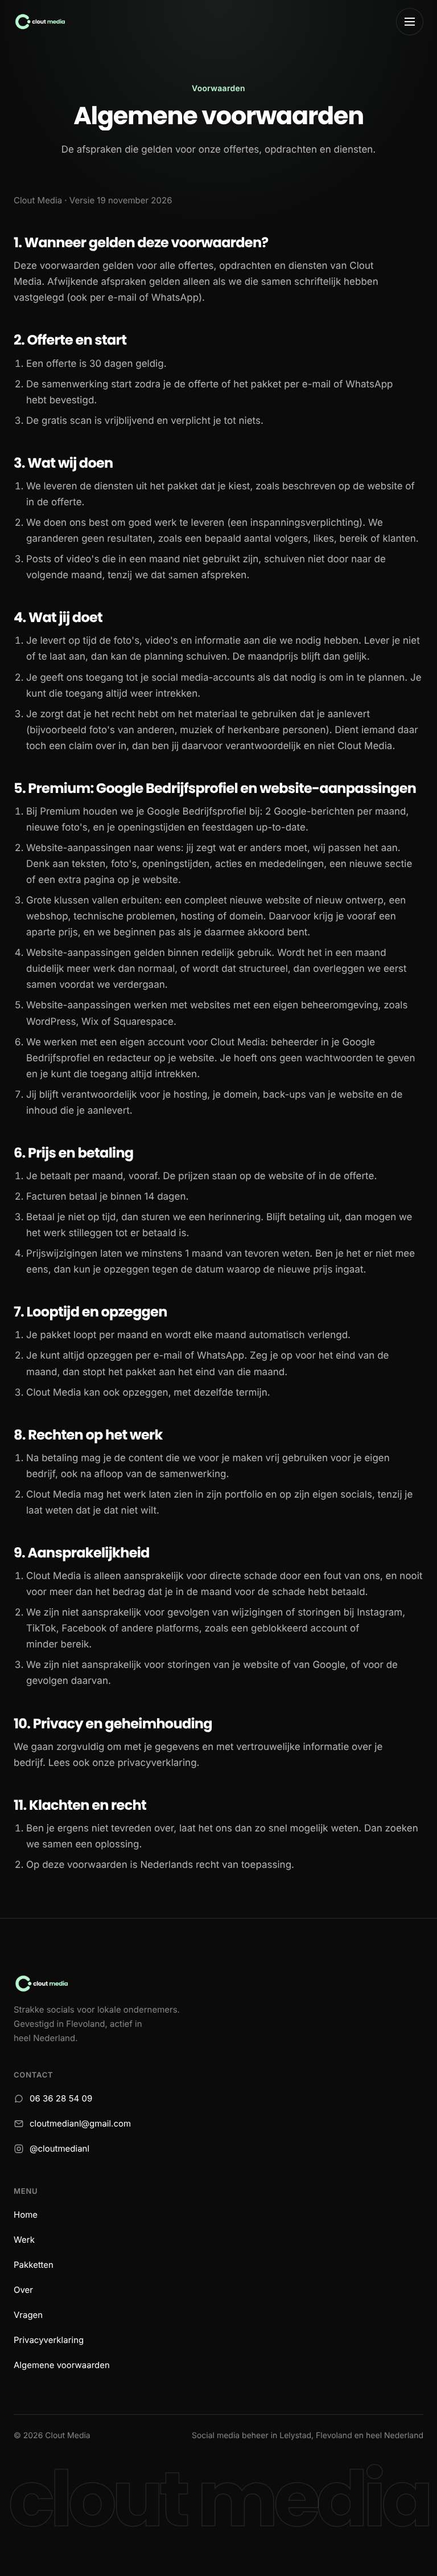 clout media
Voorwaarden
Algemene voorwaarden
De afspraken die gelden voor onze offertes, opdrachten en diensten.
Clout Media · Versie 19 november 2026
1. Wanneer gelden deze voorwaarden?
Deze voorwaarden gelden voor alle offertes, opdrachten en diensten van Clout
Media. Afwijkende afspraken gelden alleen als we die samen schriftelijk hebben
vastgelegd (ook per e-mail of WhatsApp).
2. Offerte en start
1. Een offerte is 30 dagen geldig.
2. De samenwerking start zodra je de offerte of het pakket per e-mail of WhatsApp
hebt bevestigd.
3. De gratis scan is vrijblijvend en verplicht je tot niets.
3. Wat wij doen
1. We leveren de diensten uit het pakket dat je kiest, zoals beschreven op de website of
in de offerte.
2. We doen ons best om goed werk te leveren (een inspanningsverplichting). We
garanderen geen resultaten, zoals een bepaald aantal volgers, likes, bereik of klanten.
3. Posts of video's die in een maand niet gebruikt zijn, schuiven niet door naar de
volgende maand, tenzij we dat samen afspreken.
4. Wat jij doet
1. Je levert op tijd de foto's, video's en informatie aan die we nodig hebben. Lever je niet
of te laat aan, dan kan de planning schuiven. De maandprijs blijft dan gelijk.
2. Je geeft ons toegang tot je social media-accounts als dat nodig is om in te plannen. Je
kunt die toegang altijd weer intrekken.
3. Je zorgt dat je het recht hebt om het materiaal te gebruiken dat je aanlevert
(bijvoorbeeld foto's van anderen, muziek of herkenbare personen). Dient iemand daar
toch een claim over in, dan ben jij daarvoor verantwoordelijk en niet Clout Media.
5. Premium: Google Bedrijfsprofiel en website-aanpassingen
1. Bij Premium houden we je Google Bedrijfsprofiel bij: 2 Google-berichten per maand,
nieuwe foto's, en je openingstijden en feestdagen up-to-date.
2. Website-aanpassingen naar wens: jij zegt wat er anders moet, wij passen het aan.
Denk aan teksten, foto's, openingstijden, acties en mededelingen, een nieuwe sectie
of een extra pagina op je website.
3. Grote klussen vallen erbuiten: een compleet nieuwe website of nieuw ontwerp, een
webshop, technische problemen, hosting of domein. Daarvoor krijg je vooraf een
aparte prijs, en we beginnen pas als je daarmee akkoord bent.
4. Website-aanpassingen gelden binnen redelijk gebruik. Wordt het in een maand
duidelijk meer werk dan normaal, of wordt dat structureel, dan overleggen we eerst
samen voordat we verdergaan.
5. Website-aanpassingen werken met websites met een eigen beheeromgeving, zoals
WordPress, Wix of Squarespace.
6. We werken met een eigen account voor Clout Media: beheerder in je Google
Bedrijfsprofiel en redacteur op je website. Je hoeft ons geen wachtwoorden te geven
en je kunt die toegang altijd intrekken.
7. Jij blijft verantwoordelijk voor je hosting, je domein, back-ups van je website en de
inhoud die je aanlevert.
6. Prijs en betaling
1. Je betaalt per maand, vooraf. De prijzen staan op de website of in de offerte.
2. Facturen betaal je binnen 14 dagen.
3. Betaal je niet op tijd, dan sturen we een herinnering. Blijft betaling uit, dan mogen we
het werk stilleggen tot er betaald is.
4. Prijswijzigingen laten we minstens 1 maand van tevoren weten. Ben je het er niet mee
eens, dan kun je opzeggen tegen de datum waarop de nieuwe prijs ingaat.
7. Looptijd en opzeggen
1. Je pakket loopt per maand en wordt elke maand automatisch verlengd.
2. Je kunt altijd opzeggen per e-mail of WhatsApp. Zeg je op voor het eind van de
maand, dan stopt het pakket aan het eind van die maand.
3. Clout Media kan ook opzeggen, met dezelfde termijn.
8. Rechten op het werk
1. Na betaling mag je de content die we voor je maken vrij gebruiken voor je eigen
bedrijf, ook na afloop van de samenwerking.
2. Clout Media mag het werk laten zien in zijn portfolio en op zijn eigen socials, tenzij je
laat weten dat je dat niet wilt.
9. Aansprakelijkheid
1. Clout Media is alleen aansprakelijk voor directe schade door een fout van ons, en nooit
voor meer dan het bedrag dat je in de maand voor de schade hebt betaald.
2. We zijn niet aansprakelijk voor gevolgen van wijzigingen of storingen bij Instagram,
TikTok, Facebook of andere platforms, zoals een geblokkeerd account of
minder bereik.
3. We zijn niet aansprakelijk voor storingen van je website of van Google, of voor de
gevolgen daarvan.
10. Privacy en geheimhouding
We gaan zorgvuldig om met je gegevens en met vertrouwelijke informatie over je
bedrijf. Lees ook onze privacyverklaring.
11. Klachten en recht
1. Ben je ergens niet tevreden over, laat het ons dan zo snel mogelijk weten. Dan zoeken
we samen een oplossing.
2. Op deze voorwaarden is Nederlands recht van toepassing.
clout media
Strakke socials voor lokale ondernemers.
Gevestigd in Flevoland, actief in
heel Nederland.
CONTACT
06 36 28 54 09
cloutmedianl@gmail.com
@cloutmedianl
MENU
Home
Werk
Pakketten
Over
Vragen
Privacyverklaring
Algemene voorwaarden
© 2026 Clout Media
Social media beheer in Lelystad, Flevoland en heel Nederland
clout media